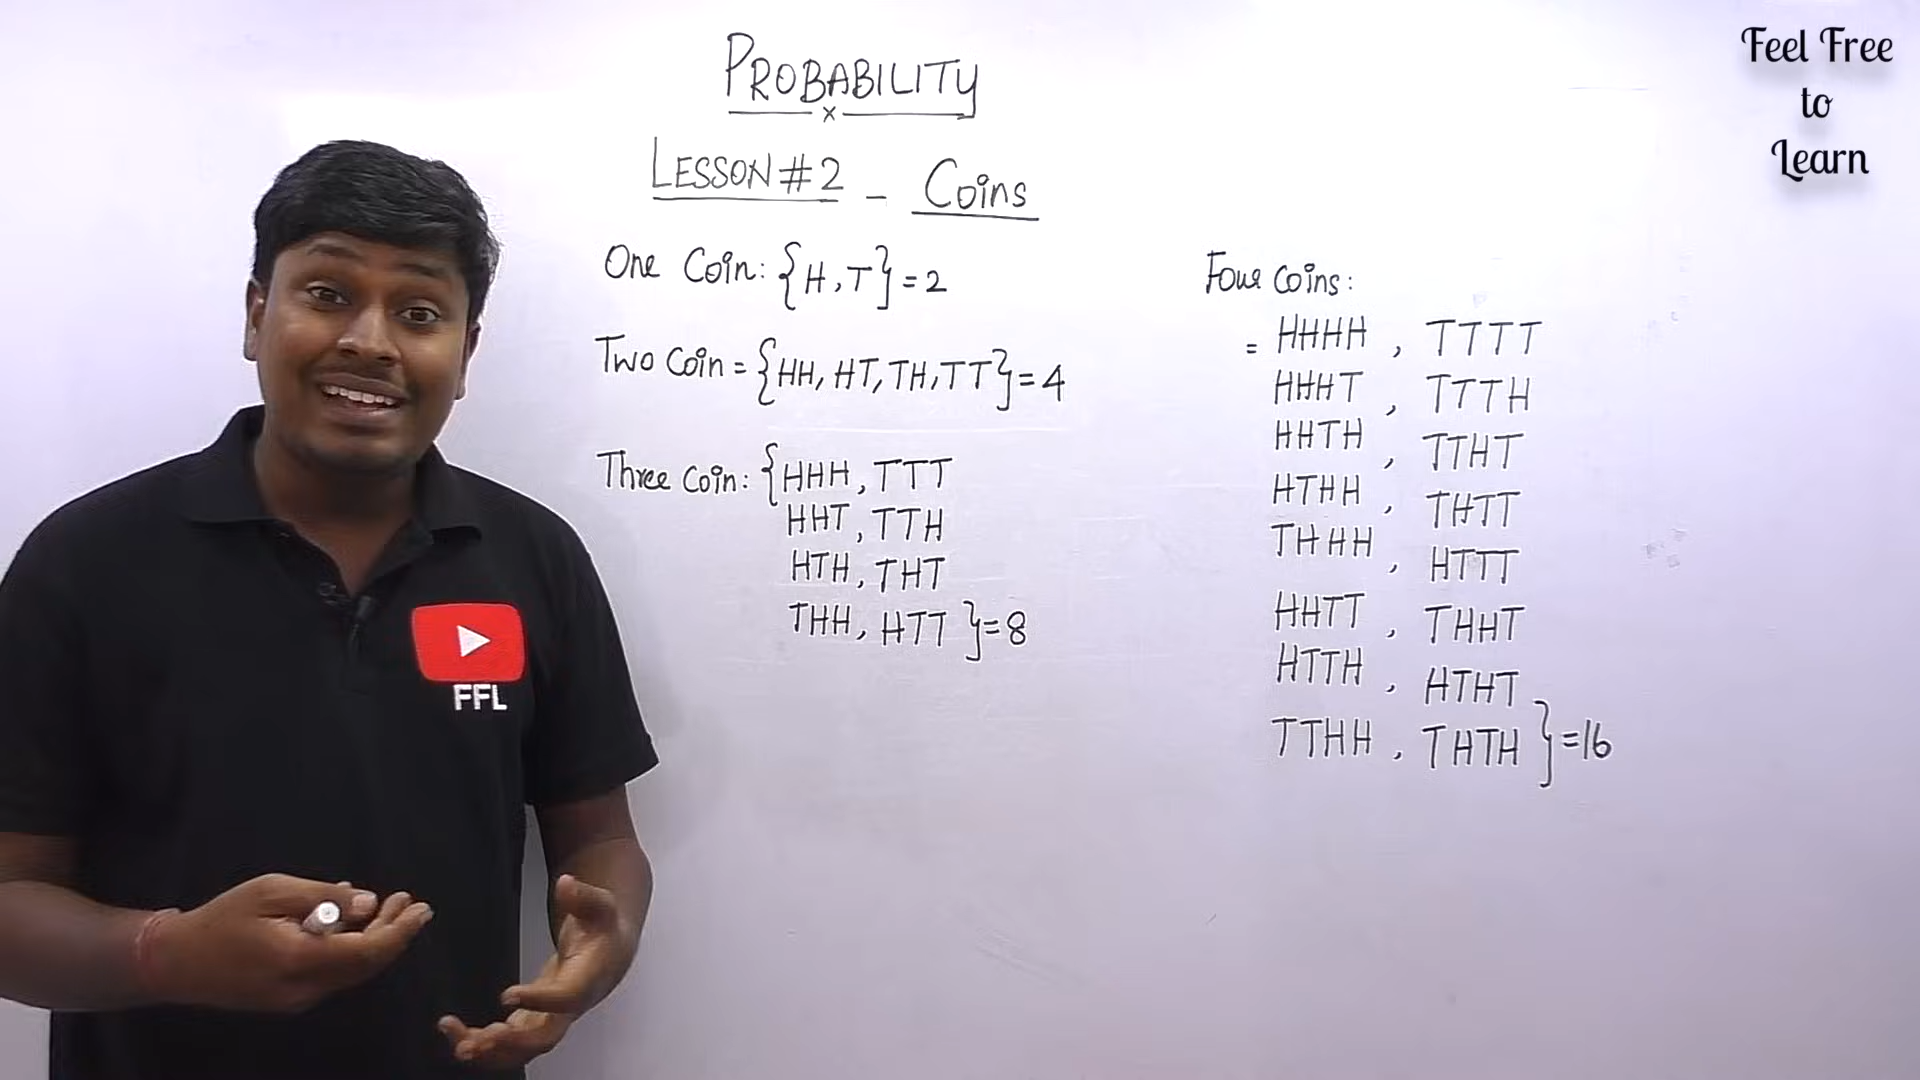 PROBABILITY
LESSON #2 - Coins
One Coin: {H, T} = 2
Two Coin = {HH, HT, TH, TT} = 4
Three Coin: {HHH, TTT
HHT, TTH
HTH, THT
THH, HTT } = 8
Four Coins:
= HHHH, TTTT
HHHT, TTTH
HHTH, TTHT
HTHH, THTT
THHH, HTTT
HHTT, THHT
HTTH, HTHT
TTHH, THTH } = 16
Feel Free
to
Learn
FFL